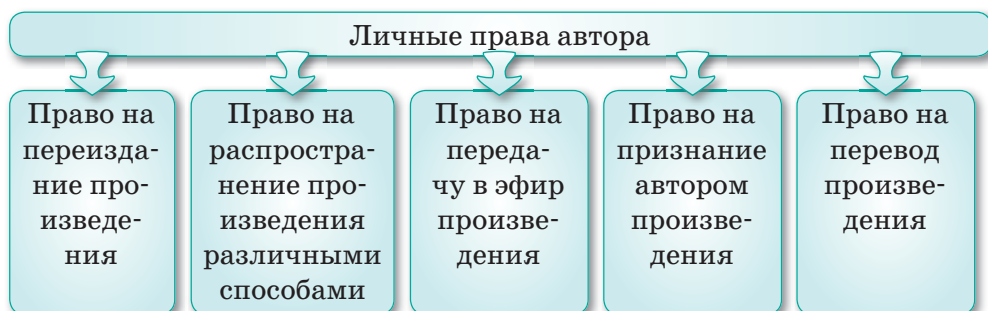 Личные права автора
Право на
переизда-
ние про-
изведе-
ния
Право на
распростра-
нение про-
изведения
различными
способами
Право на
переда-
чу в эфир
произве-
дения
Право на
признание
автором
произве-
дения
Право на
перевод
произве-
дения